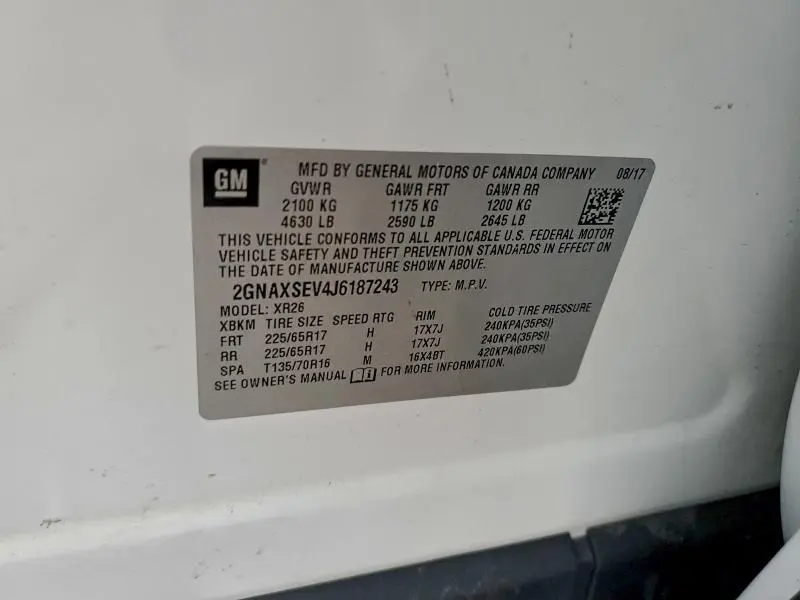 GM
MFD BY GENERAL MOTORS OF CANADA COMPANY 08/17
GVWR GAWR FRT GAWR RR
2100 KG 1175 KG 1200 KG
4630 LB 2590 LB 2645 LB
THIS VEHICLE CONFORMS TO ALL APPLICABLE U.S. FEDERAL MOTOR
VEHICLE SAFETY AND THEFT PREVENTION STANDARDS IN EFFECT ON
THE DATE OF MANUFACTURE SHOWN ABOVE.
2GNAXSEV4J6187243 TYPE: M.P.V.
MODEL: XR26
XBKM TIRE SIZE SPEED RTG RIM COLD TIRE PRESSURE
FRT 225/65R17 H 17X7J 240KPA(35PSI)
RR 225/65R17 H 17X7J 240KPA(35PSI)
SPA T135/70R16 M 16X4BT 420KPA(60PSI)
SEE OWNER'S MANUAL FOR MORE INFORMATION.